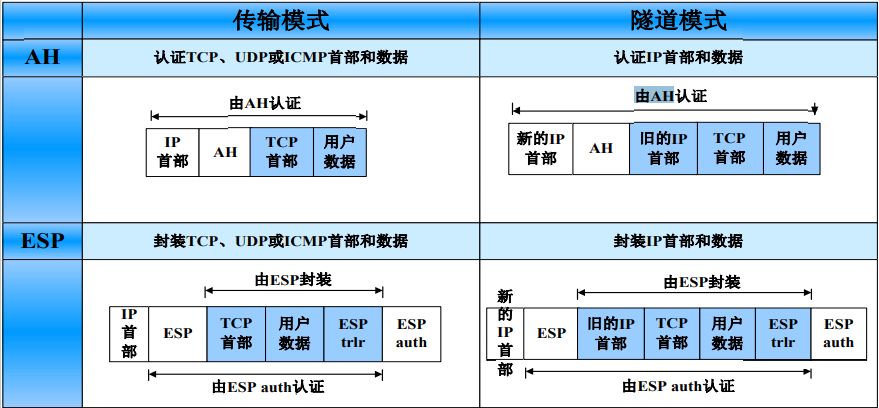 传输模式
隧道模式
AH
认证TCP、UDP或ICMP首部和数据
认证IP首部和数据
由AH认证
IP
首部
AH
TCP
首部
用户
数据
由AH认证
新的IP
首部
AH
旧的IP
首部
TCP
首部
用户
数据
ESP
封装TCP、UDP或ICMP首部和数据
封装IP首部和数据
由ESP封装
IP
首
部
ESP
TCP
首部
用户
数据
ESP
trlr
ESP
auth
由ESP auth认证
由ESP封装
新
的
IP
首
部
ESP
旧的IP
首部
TCP
首部
用户
数据
ESP
trlr
ESP
auth
由ESP auth认证